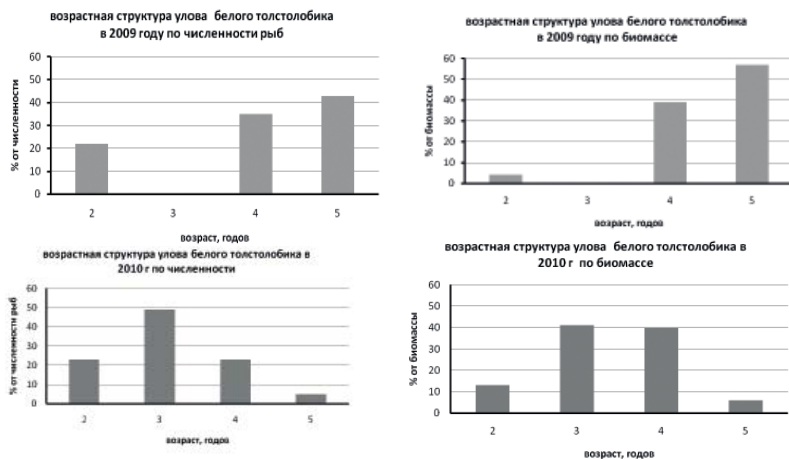 возрастная структура улова белого толстолобика
в 2009 году по численности рыб
% от численности
60
50
40
30
20
10
0
2 3 4 5
возраст, годов
возрастная структура улова белого толстолобика
в 2009 году по биомассе
% от биомассы
60
50
40
30
20
10
0
2 3 4 5
возраст, годов
возрастная структура улова белого толстолобика в
2010 г по численности
% от численности рыб
60
50
40
30
20
10
0
2 3 4 5
возраст, годов
возрастная структура улова белого толстолобика в
2010 г по биомассе
% от биомассы
60
50
40
30
20
10
0
2 3 4 5
возраст, годов